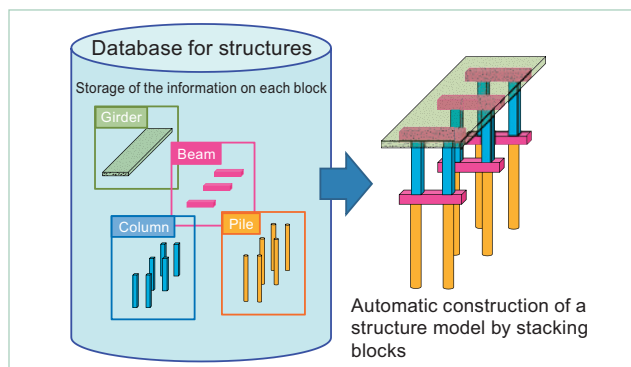 Database for structures
Storage of the information on each block
Girder
Beam
Column
Pile
Automatic construction of a
structure model by stacking
blocks